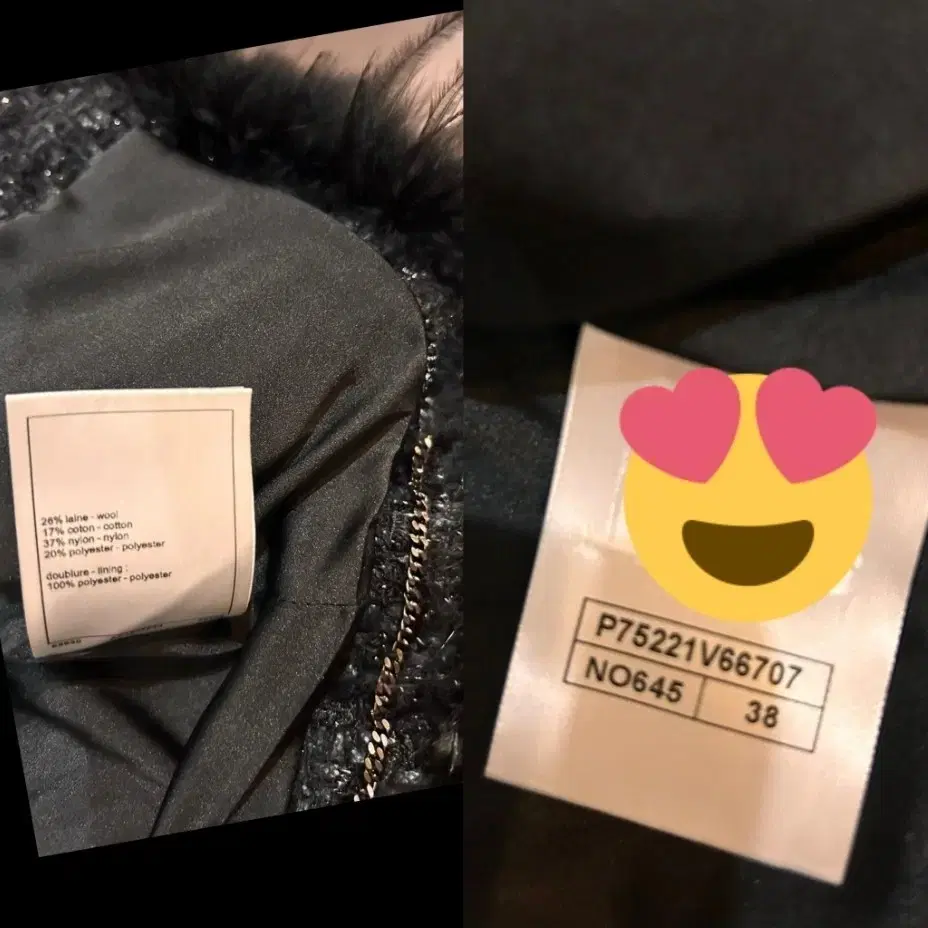 26% laine - wool
17% coton - cotton
37% nylon - nylon
20% polyester - polyester
doublure - lining :
100% polyester - polyester
P75221V66707
NO645
38